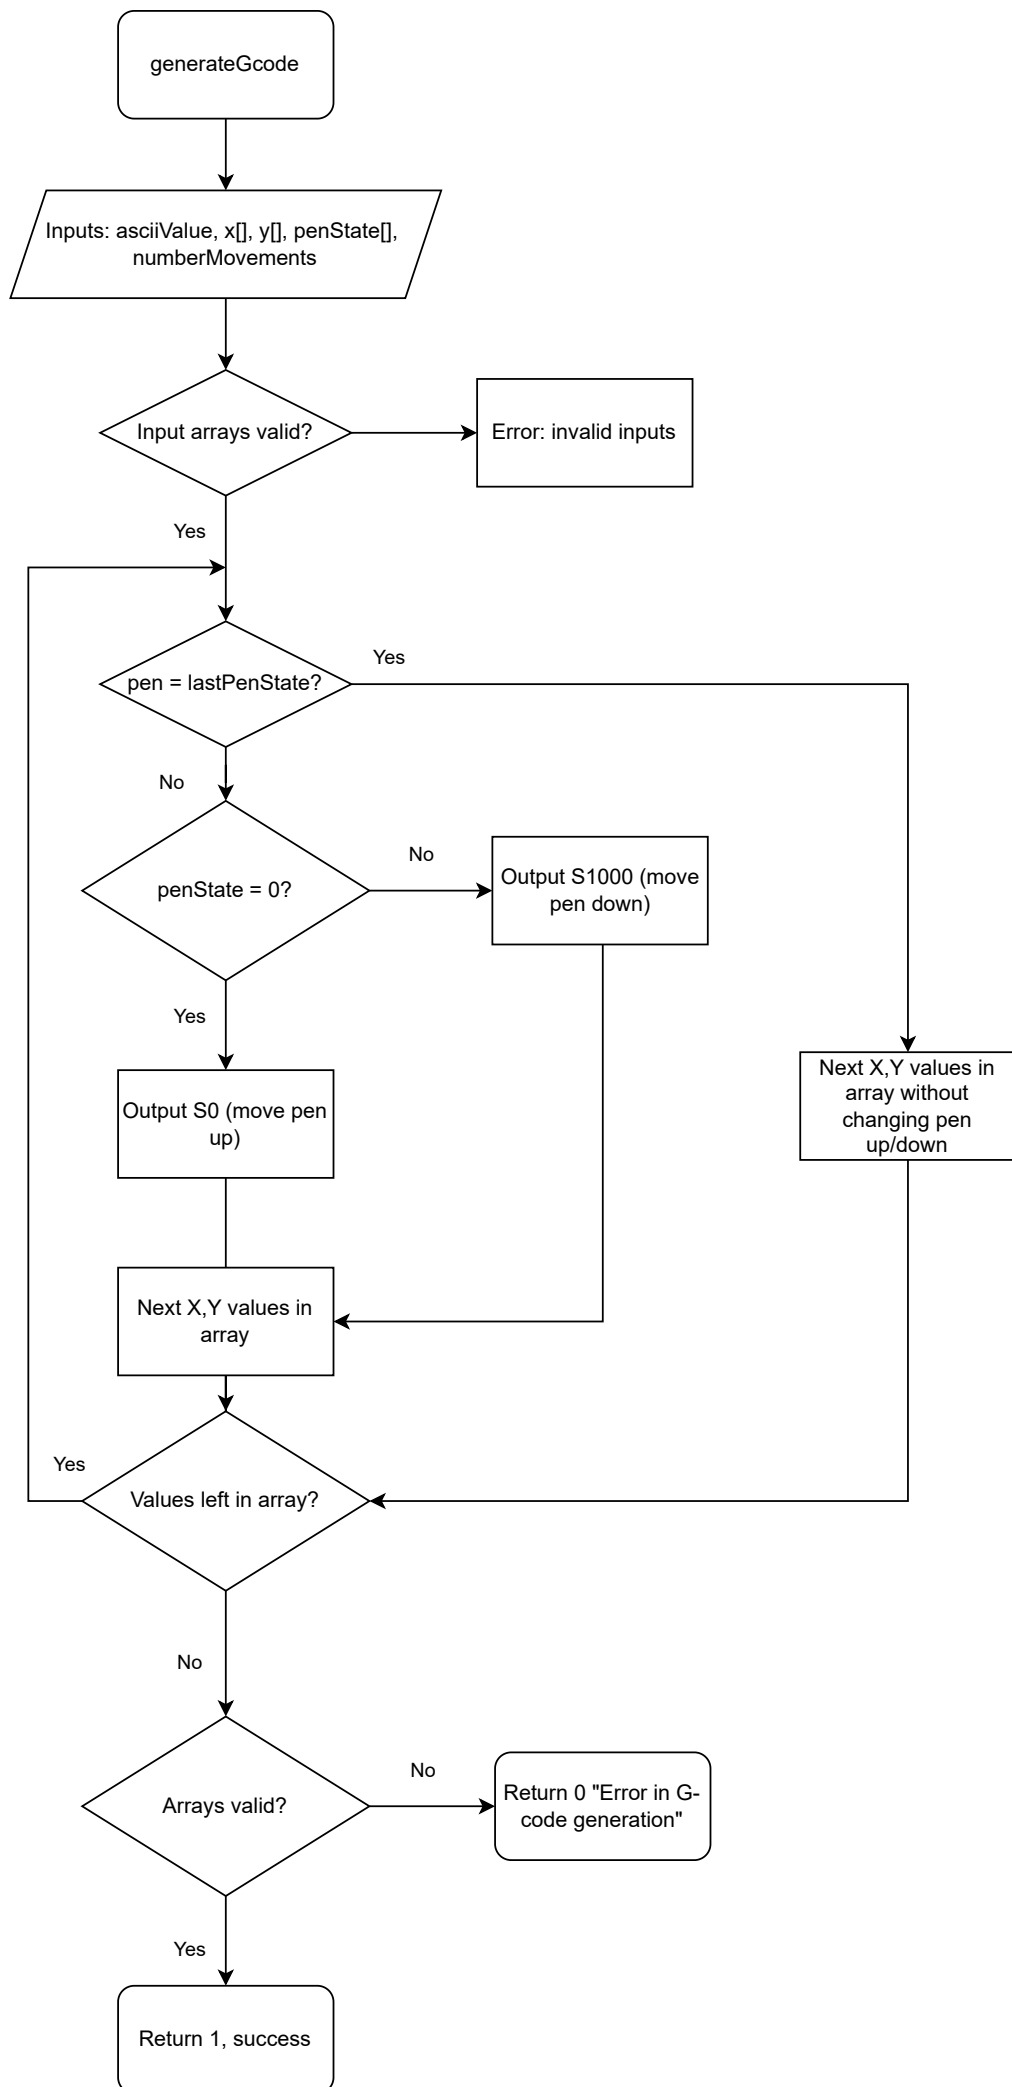 generateGcode
Inputs: asciiValue, x[], y[], penState[],
numberMovements
Input arrays valid?
Error: invalid inputs
Yes
pen = lastPenState?
Yes
No
penState = 0?
No
Output S1000 (move
pen down)
Yes
Output S0 (move pen
up)
Next X,Y values in
array without
changing pen
up/down
Next X,Y values in
array
Yes
Values left in array?
No
Arrays valid?
No
Return 0 "Error in G-
code generation"
Yes
Return 1, success